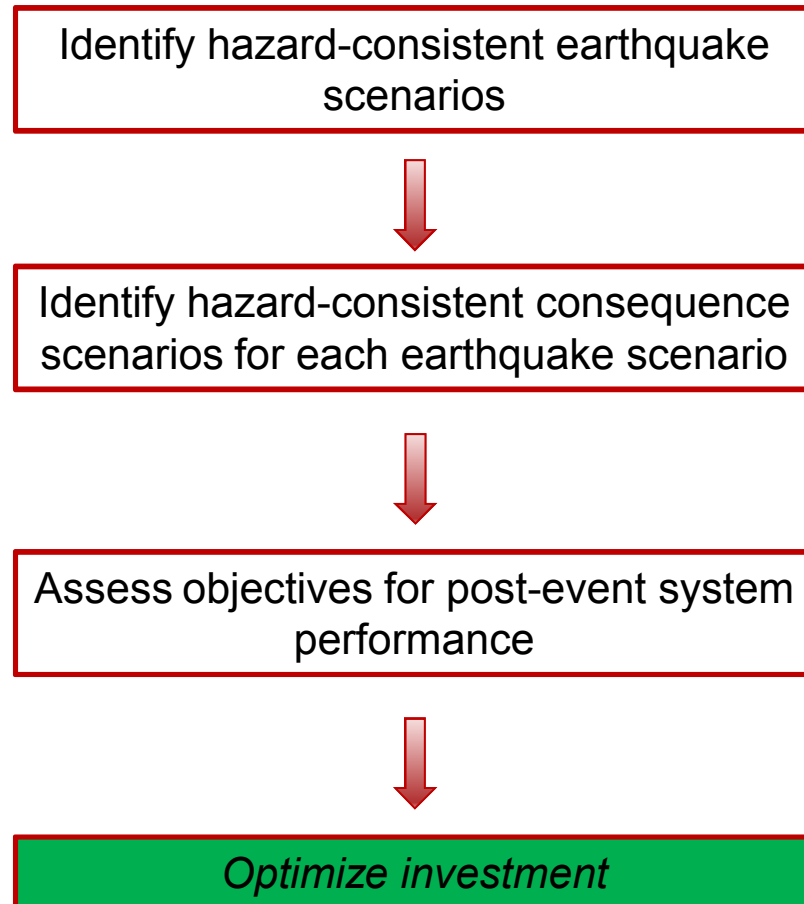 Identify hazard-consistent earthquake
scenarios
Identify hazard-consistent consequence
scenarios for each earthquake scenario
Assess objectives for post-event system
performance
Optimize investment